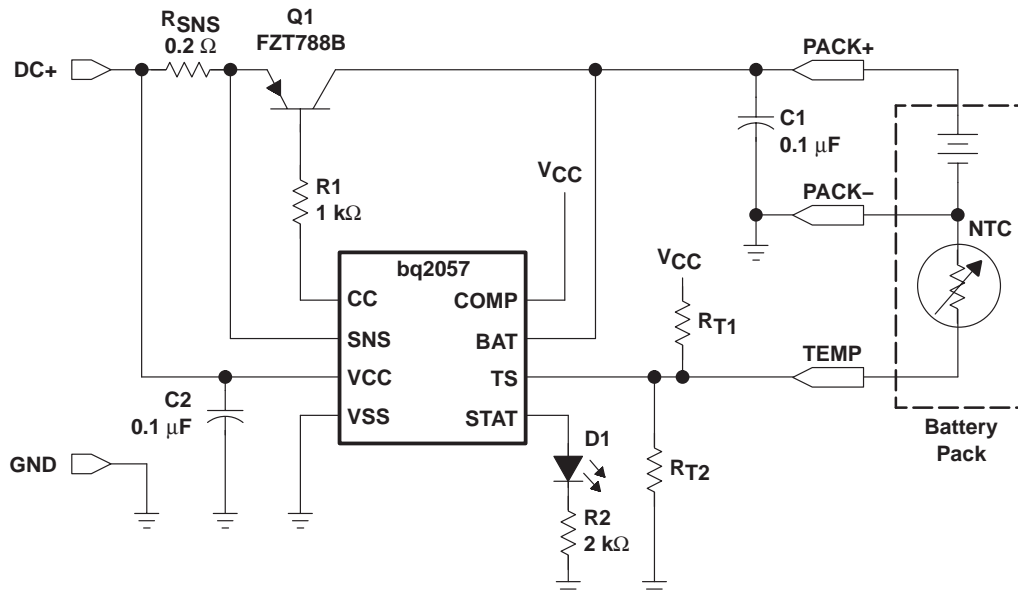 RSNS
0.2 Ω
Q1
FZT788B
DC+
PACK+
C1
0.1 μF
R1
1 kΩ
VCC
PACK–
NTC
bq2057
CC
COMP
SNS
BAT
VCC
TS
VSS
STAT
VCC
RT1
TEMP
C2
0.1 μF
D1
RT2
Battery
Pack
GND
R2
2 kΩ